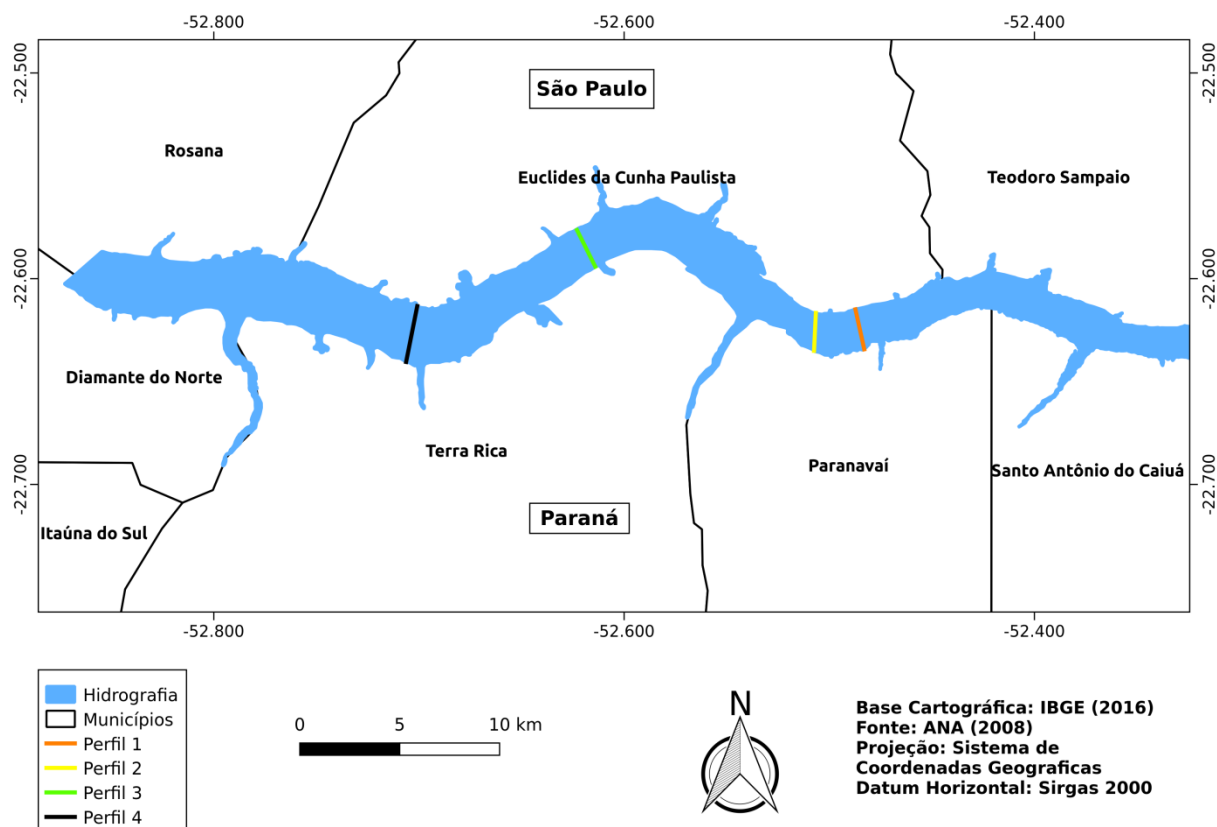 -52.800
-52.600
-52.400
-22.500
-22.500
São Paulo
Rosana
Euclides da Cunha Paulista
Teodoro Sampaio
-22.600
-22.600
Diamante do Norte
Terra Rica
Paranavaí
Santo Antônio do Caiuá
-22.700
-22.700
Itaúna do Sul
Paraná
-52.800
-52.600
-52.400
Hidrografia
Municípios
Perfil 1
Perfil 2
Perfil 3
Perfil 4
0 5 10 km
N
Base Cartográfica: IBGE (2016)
Fonte: ANA (2008)
Projeção: Sistema de
Coordenadas Geograficas
Datum Horizontal: Sirgas 2000